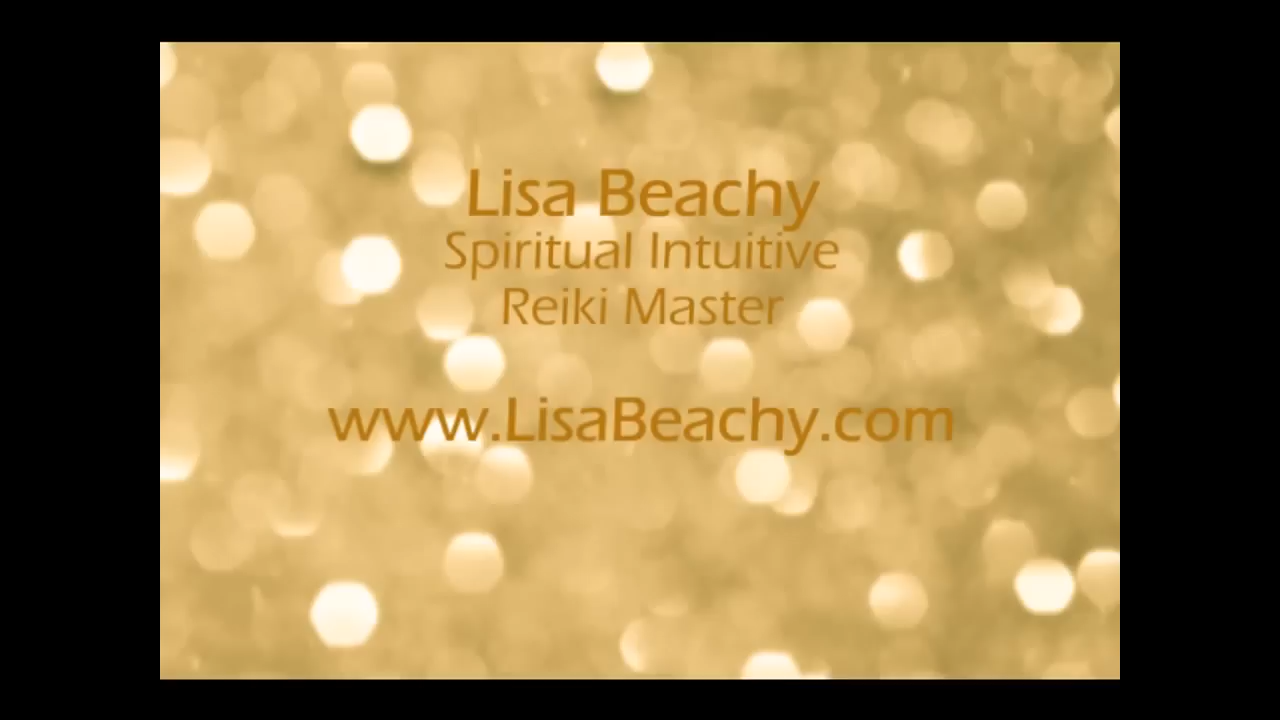 Lisa Beachy
Spiritual Intuitive
Reiki Master
www.LisaBeachy.com